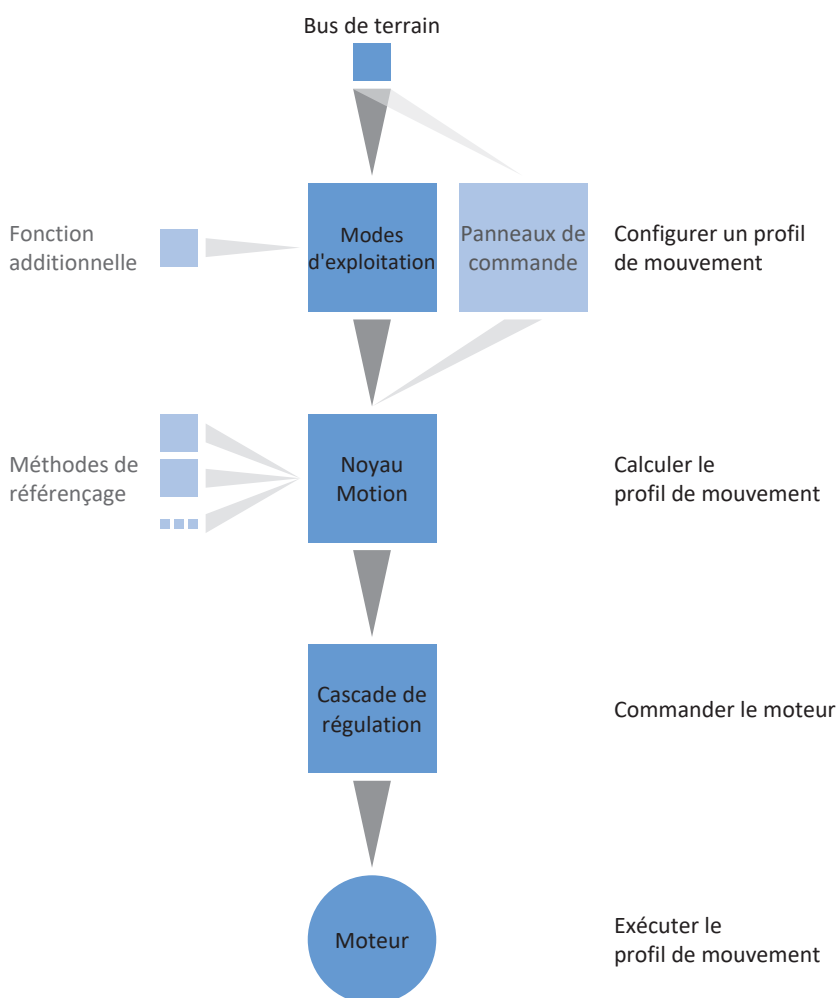 Bus de terrain
Fonction
additionnelle
Modes
d'exploitation
Panneaux de
commande
Configurer un profil
de mouvement
Méthodes de
référençage
Noyau
Motion
Calculer le
profil de mouvement
Cascade de
régulation
Commander le moteur
Moteur
Exécuter le
profil de mouvement